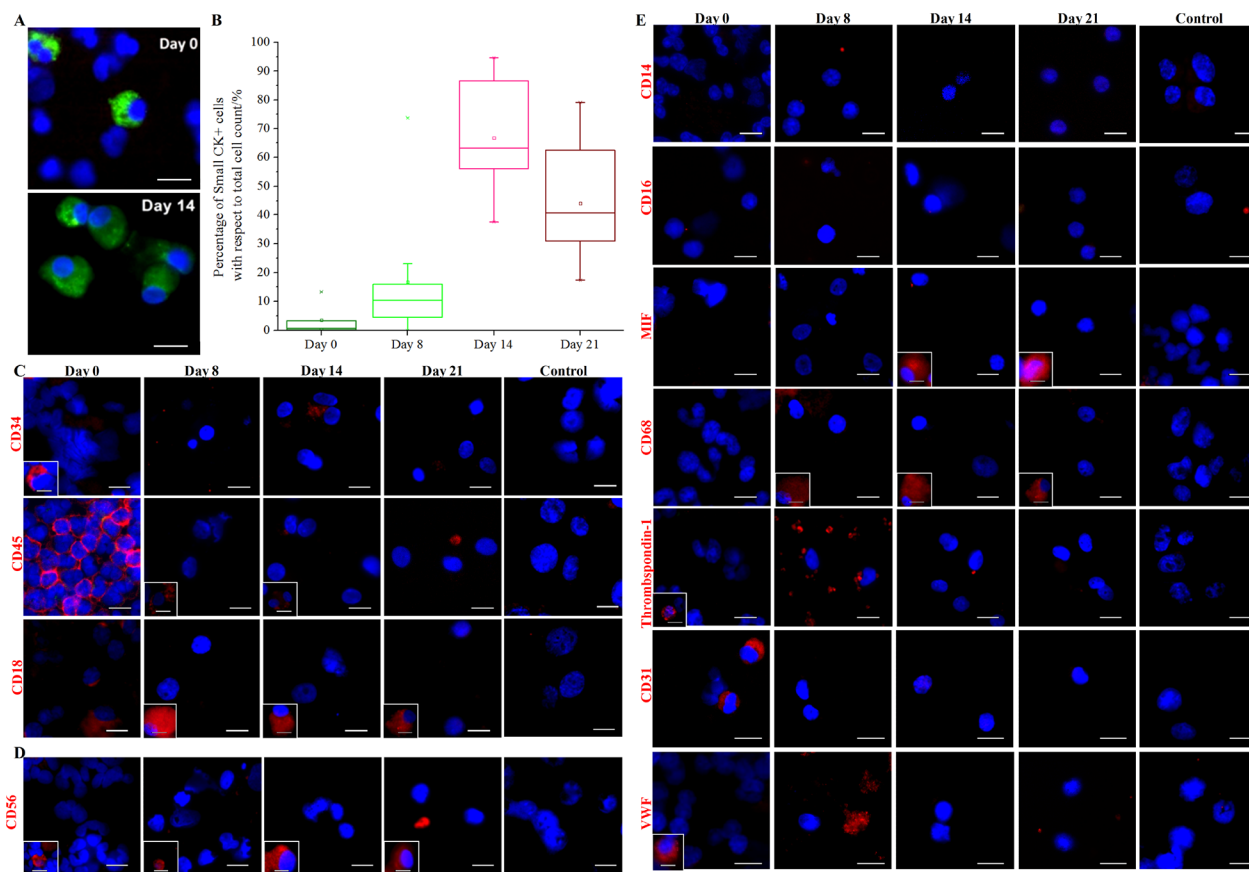 A
Day 0
Day 14
B
Percentage of Small CK+ cells
with respect to total cell count/%
100
90
80
70
60
50
40
30
20
10
0
Day 0
Day 8
Day 14
Day 21
C
Day 0
Day 8
Day 14
Day 21
Control
CD34
CD45
CD18
D
CD56
E
Day 0
Day 8
Day 14
Day 21
Control
CD14
CD16
MIF
CD68
Thrombspondin-1
CD31
VWF